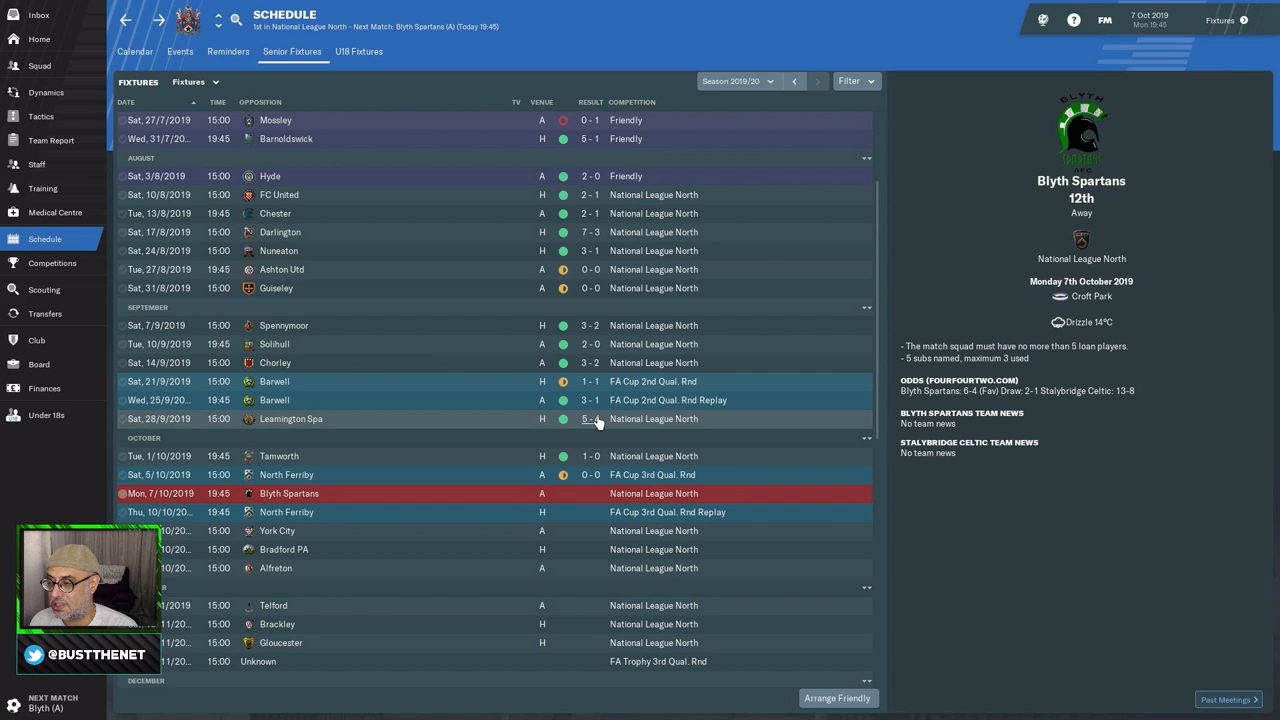 Inbox
Home
Squad
Dynamics
Tactics
Team Report
Staff
Training
Medical Centre
Schedule
Competitions
Scouting
Transfers
Club
Board
Finances
Under 18s
NEXT MATCH
Blyth (A)
SCHEDULE
1st in National League North - Next Match: Blyth Spartans (A) (Today 19:45)
FM
7 Oct 2019
Mon 19:45
Fixtures
Calendar Events Reminders Senior Fixtures U18 Fixtures
FIXTURES Fixtures Season 2019/20 Filter
DATE TIME OPPOSITION TV VENUE RESULT COMPETITION
Sat, 27/7/2019 15:00 Mossley A 0 - 1 Friendly
Wed, 31/7/20... 19:45 Barnoldswick H 5 - 1 Friendly
AUGUST
Sat, 3/8/2019 15:00 Hyde A 2 - 0 Friendly
Sat, 10/8/2019 15:00 FC United H 2 - 1 National League North
Tue, 13/8/2019 19:45 Chester A 2 - 1 National League North
Sat, 17/8/2019 15:00 Darlington H 7 - 3 National League North
Sat, 24/8/2019 15:00 Nuneaton H 3 - 1 National League North
Tue, 27/8/2019 19:45 Ashton Utd A 0 - 0 National League North
Sat, 31/8/2019 15:00 Guiseley A 0 - 0 National League North
SEPTEMBER
Sat, 7/9/2019 15:00 Spennymoor H 3 - 2 National League North
Tue, 10/9/2019 19:45 Solihull H 2 - 0 National League North
Sat, 14/9/2019 15:00 Chorley A 3 - 2 National League North
Sat, 21/9/2019 15:00 Barwell H 1 - 1 FA Cup 2nd Qual. Rnd
Wed, 25/9/20... 19:45 Barwell A 3 - 1 FA Cup 2nd Qual. Rnd Replay
Sat, 28/9/2019 15:00 Leamington Spa H 5 - National League North
OCTOBER
Tue, 1/10/2019 19:45 Tamworth H 1 - 0 National League North
Sat, 5/10/2019 15:00 North Ferriby A 0 - 0 FA Cup 3rd Qual. Rnd
Mon, 7/10/2019 19:45 Blyth Spartans A National League North
Thu, 10/10/20... 19:45 North Ferriby H FA Cup 3rd Qual. Rnd Replay
/10/20... 15:00 York City A National League North
/10/20... 15:00 Bradford PA H National League North
/10/20... 15:00 Alfreton A National League North
15:00 Telford A National League North
15:00 Brackley H National League North
15:00 Gloucester H National League North
15:00 Unknown FA Trophy 3rd Qual. Rnd
DECEMBER
Arrange Friendly
BLYTH
SPARTANS
AFC
Blyth Spartans
12th
Away
National League North
Monday 7th October 2019
Croft Park
Drizzle 14°C
- The match squad must have no more than 5 loan players.
- 5 subs named, maximum 3 used
ODDS (FOURFOURTWO.COM)
Blyth Spartans: 6-4 (Fav) Draw: 2-1 Stalybridge Celtic: 13-8
BLYTH SPARTANS TEAM NEWS
No team news
STALYBRIDGE CELTIC TEAM NEWS
No team news
Past Meetings
@BUSTTHENET